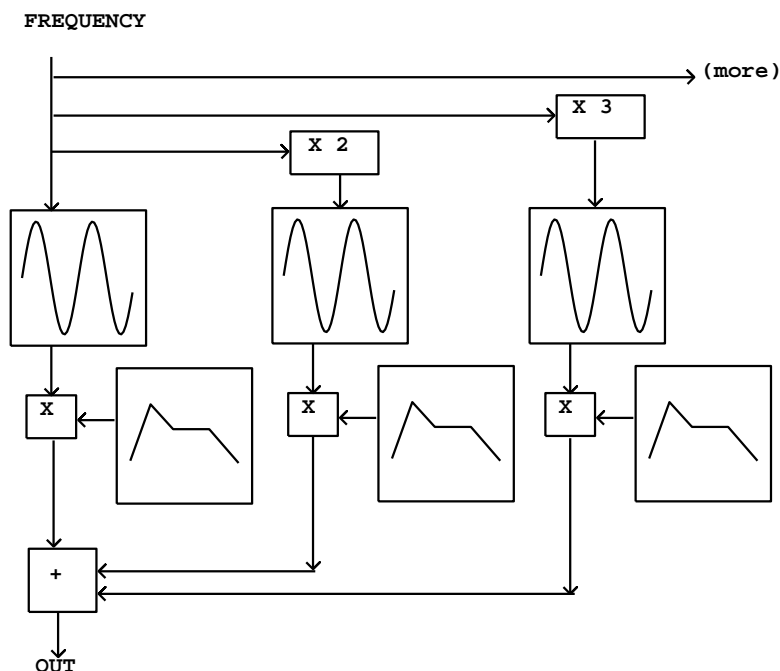 FREQUENCY
(more)
X 3
X 2
X
X
X
+
OUT